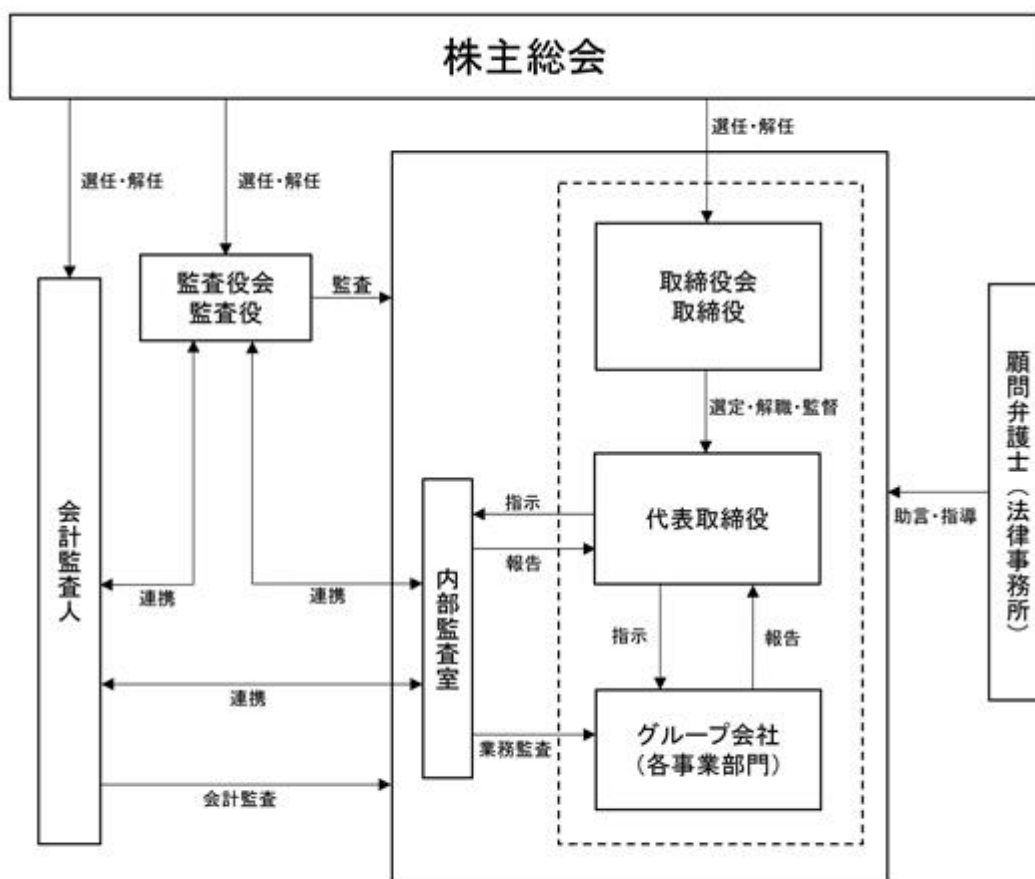 株主総会
選任・解任
選任・解任
選任・解任
監査役会
監査役
監査
取締役会
取締役
選定・解職・監督
代表取締役
指示
報告
助言・指導
顧問弁護士（法律事務所）
会計監査人
連携
連携
内部監査室
指示
報告
連携
業務監査
グループ会社
（各事業部門）
会計監査